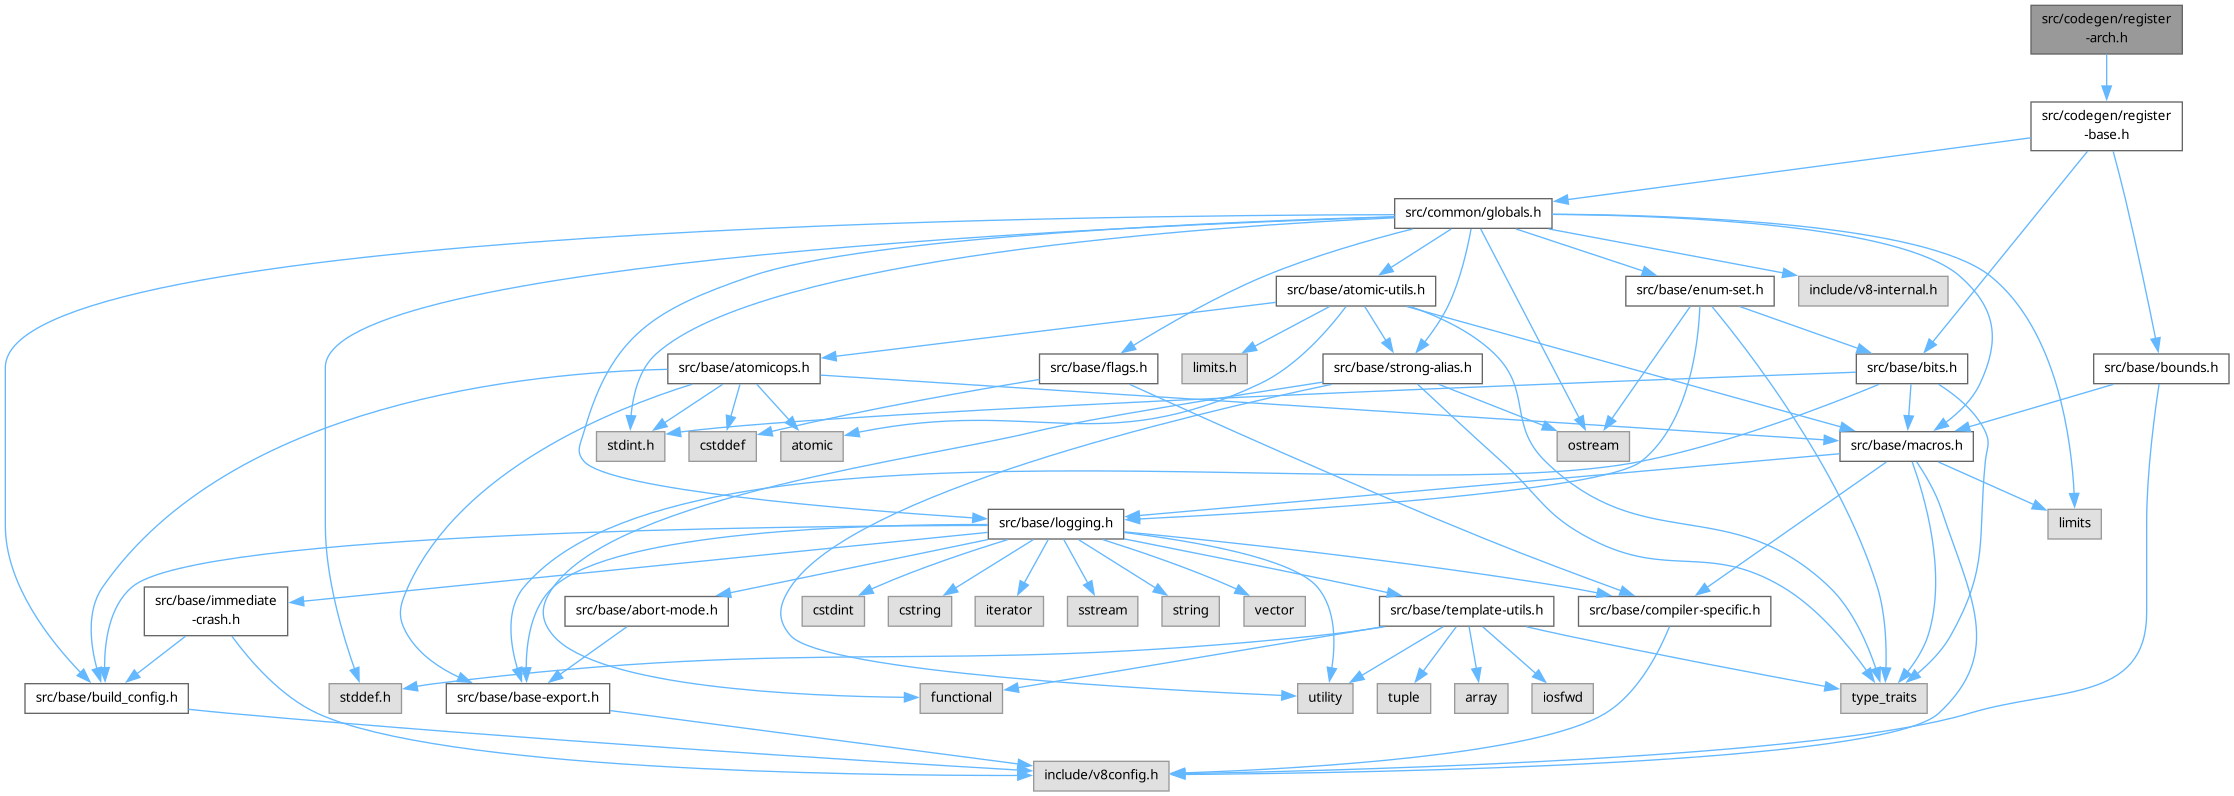 src/codegen/register
-arch.h
src/codegen/register
-base.h
src/common/globals.h
src/base/atomic-utils.h
src/base/enum-set.h
include/v8-internal.h
src/base/atomicops.h
src/base/flags.h
limits.h
src/base/strong-alias.h
src/base/bits.h
src/base/bounds.h
stdint.h
cstddef
atomic
ostream
src/base/macros.h
src/base/logging.h
limits
src/base/immediate
-crash.h
src/base/abort-mode.h
cstdint
cstring
iterator
sstream
string
vector
src/base/template-utils.h
src/base/compiler-specific.h
src/base/build_config.h
stddef.h
src/base/base-export.h
functional
utility
tuple
array
iosfwd
type_traits
include/v8config.h